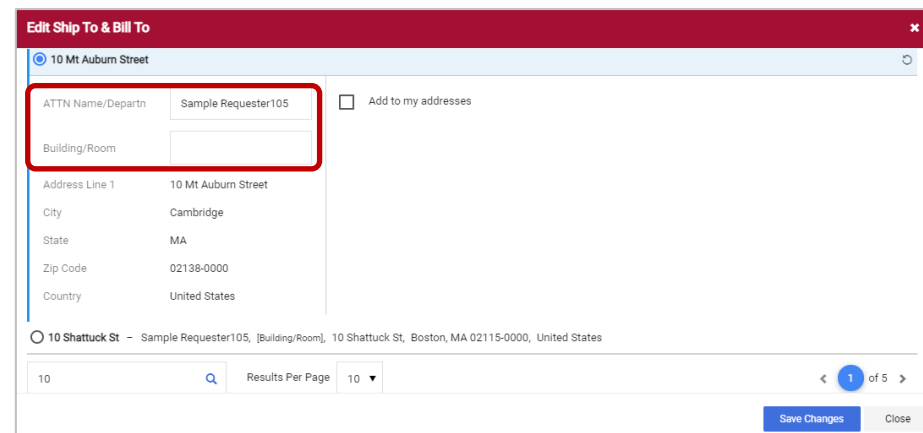 Edit Ship To & Bill To ×
10 Mt Auburn Street
ATTN Name/Departn Sample Requester105 Add to my addresses
Building/Room
Address Line 1 10 Mt Auburn Street
City Cambridge
State MA
Zip Code 02138-0000
Country United States
10 Shattuck St – Sample Requester105, [Building/Room], 10 Shattuck St, Boston, MA 02115-0000, United States
10 Results Per Page 10 ▼ < 1 of 5 >
Save Changes Close